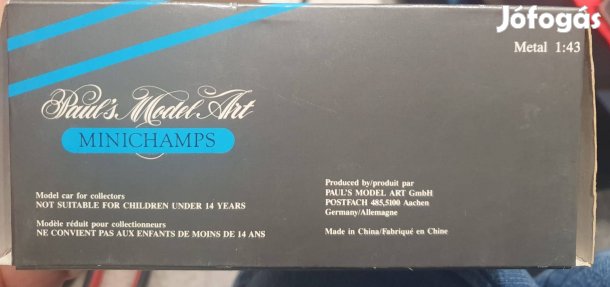 Jófogás
Metal 1:43
Paul's Model Art
MINICHAMPS
Model car for collectors
NOT SUITABLE FOR CHILDREN UNDER 14 YEARS
Modèle réduit pour collectionneurs
NE CONVIENT PAS AUX ENFANTS DE MOINS DE 14 ANS
Produced by/produit par
PAUL'S MODEL ART GmbH
POSTFACH 485,5100 Aachen
Germany/Allemagne
Made in China/Fabriqué en Chine